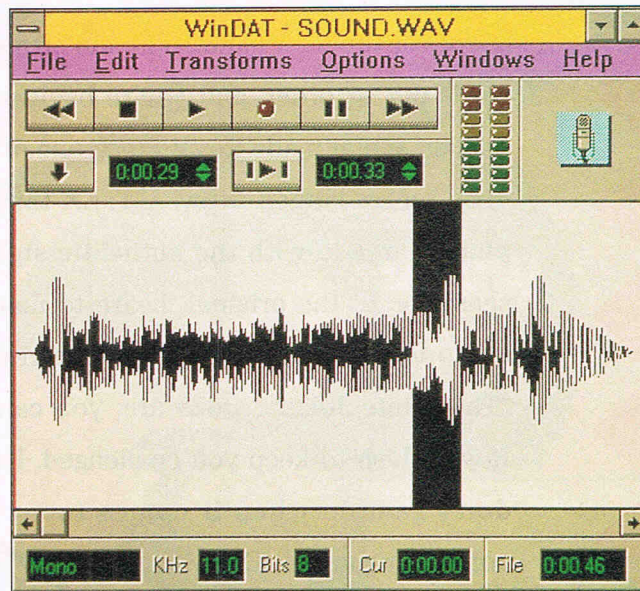 WinDAT - SOUND.WAV
File Edit Transforms Options Windows Help
0:00.29 0:00.33
Mono KHz 11.0 Bits 8 Cur 0:00.00 File 0:00.46